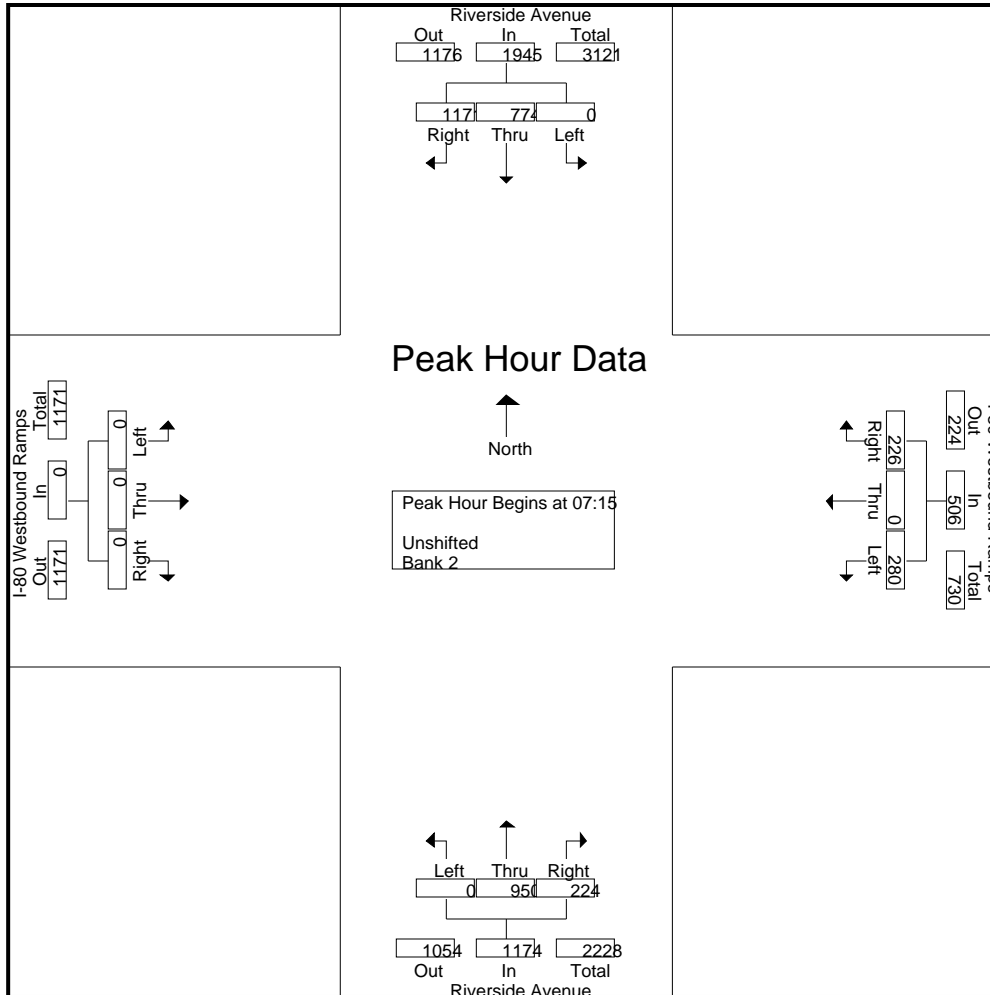 Riverside Avenue
Out In Total
1176 1945 3121
1171 774 0
Right Thru Left
Peak Hour Data
North
Peak Hour Begins at 07:15
Unshifted
Bank 2
I-80 Westbound Ramps
Total In Out
1171 0 1171
0 0 0
Left Thru Right
Out In Total
224 506 730
226 0 280
Right Thru Left
Left Thru Right
0 950 224
1054 1174 2228
Out In Total
Riverside Avenue